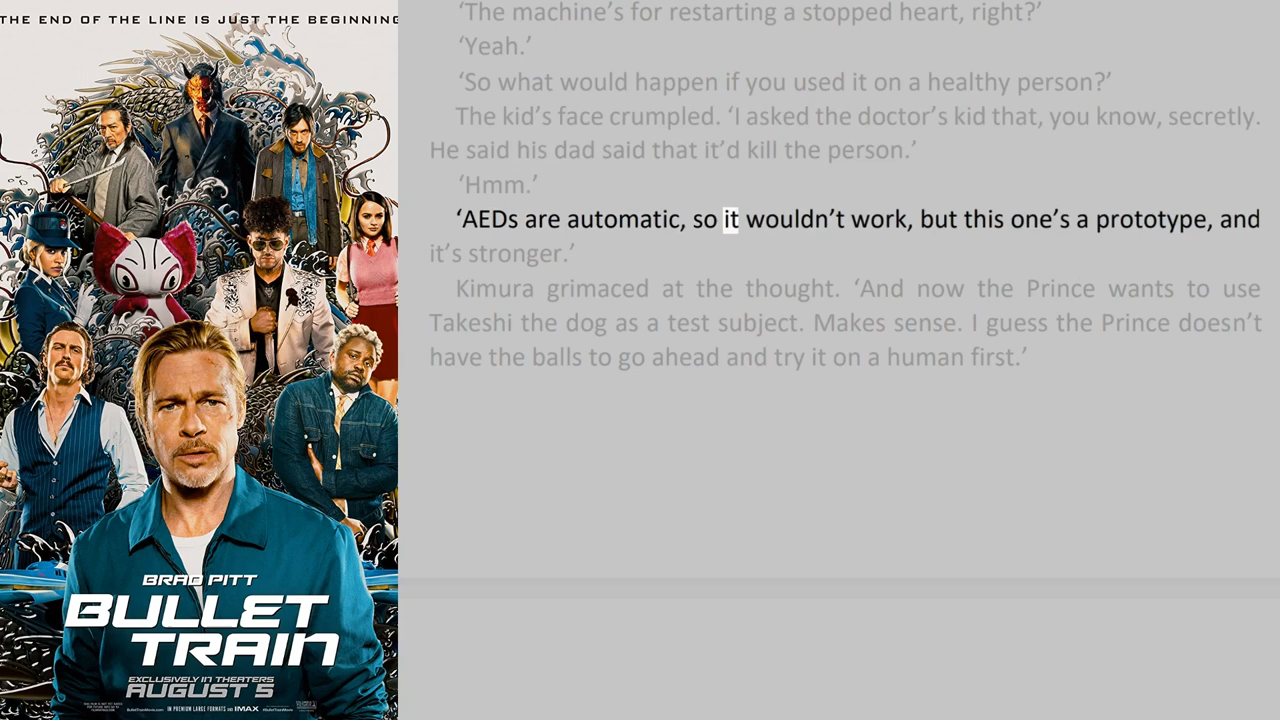 THE END OF THE LINE IS JUST THE BEGINNING
BRAD PITT
BULLET
TRAIN
EXCLUSIVELY IN THEATERS
AUGUST 5
BulletTrainMovie.com IN PREMIUM LARGE FORMATS AND IMAX #BulletTrainMovie
‘The machine’s for restarting a stopped heart, right?’
‘Yeah.’
‘So what would happen if you used it on a healthy person?’
The kid’s face crumpled. ‘I asked the doctor’s kid that, you know, secretly.
He said his dad said that it’d kill the person.’
‘Hmm.’
‘AEDs are automatic, so it wouldn’t work, but this one’s a prototype, and
it’s stronger.’
Kimura grimaced at the thought. ‘And now the Prince wants to use
Takeshi the dog as a test subject. Makes sense. I guess the Prince doesn’t
have the balls to go ahead and try it on a human first.’